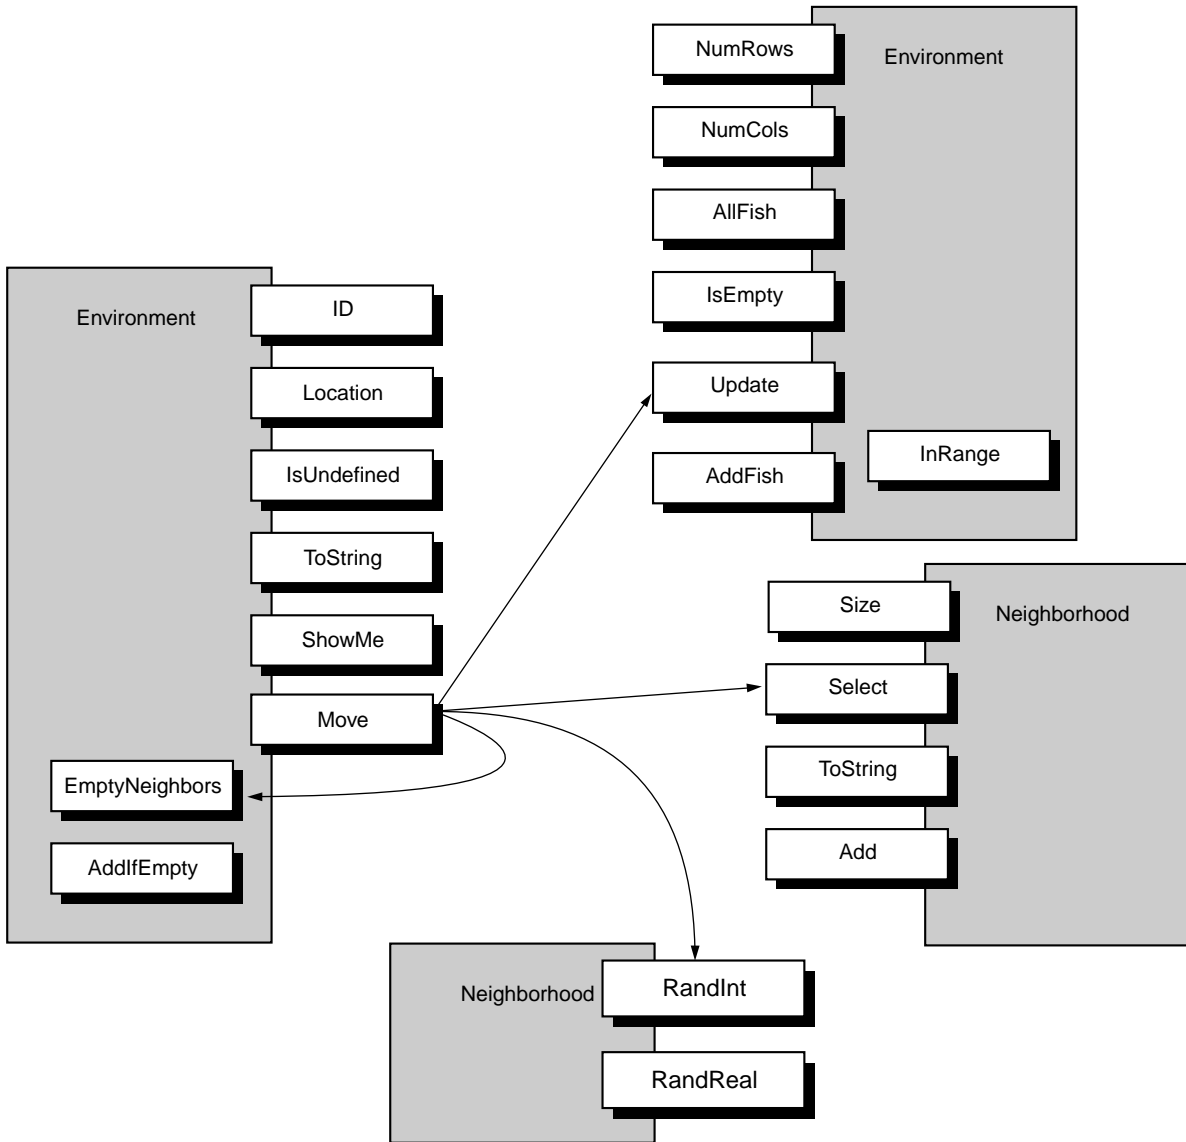 NumRows
Environment
NumCols
AllFish
IsEmpty
Update
AddFish
InRange
Environment
ID
Location
IsUndefined
ToString
ShowMe
Move
EmptyNeighbors
AddIfEmpty
Size
Neighborhood
Select
ToString
Add
Neighborhood
RandInt
RandReal